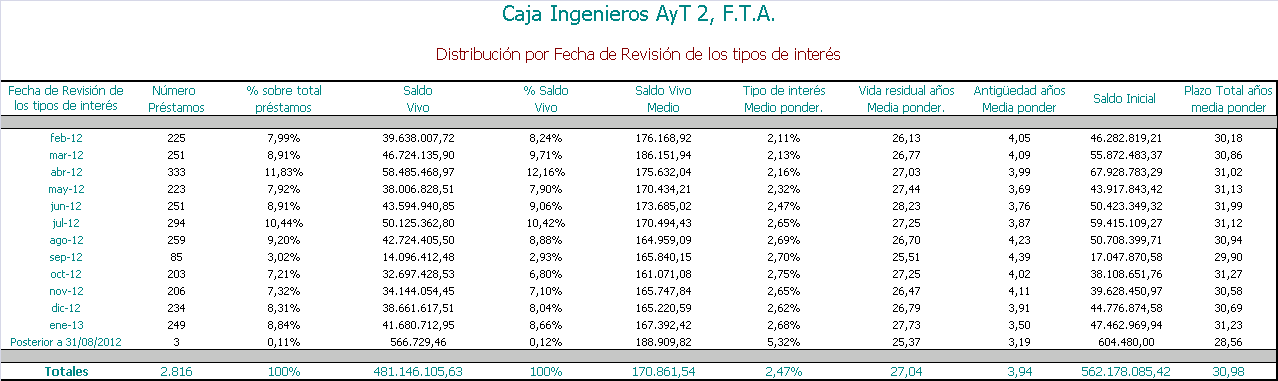 Caja Ingenieros AyT 2, F.T.A.
Distribución por Fecha de Revisión de los tipos de interés
Fecha de Revisión de los tipos de interés Número Préstamos % sobre total préstamos Saldo Vivo % Saldo Vivo Saldo Vivo Medio Tipo de interés Medio ponder. Vida residual años Media ponder. Antigüedad años Media ponder Saldo Inicial Plazo Total años media ponder
feb-12 225 7,99% 39.638.007,72 8,24% 176.168,92 2,11% 26,13 4,05 46.282.819,21 30,18
mar-12 251 8,91% 46.724.135,90 9,71% 186.151,94 2,13% 26,77 4,09 55.872.483,37 30,86
abr-12 333 11,83% 58.485.468,97 12,16% 175.632,04 2,16% 27,03 3,99 67.928.783,29 31,02
may-12 223 7,92% 38.006.828,51 7,90% 170.434,21 2,32% 27,44 3,69 43.917.843,42 31,13
jun-12 251 8,91% 43.594.940,85 9,06% 173.685,02 2,47% 28,23 3,76 50.423.349,32 31,99
jul-12 294 10,44% 50.125.362,80 10,42% 170.494,43 2,65% 27,25 3,87 59.415.109,27 31,12
ago-12 259 9,20% 42.724.405,50 8,88% 164.959,09 2,69% 26,70 4,23 50.708.399,71 30,94
sep-12 85 3,02% 14.096.412,48 2,93% 165.840,15 2,70% 25,51 4,39 17.047.870,58 29,90
oct-12 203 7,21% 32.697.428,53 6,80% 161.071,08 2,75% 27,25 4,02 38.108.651,76 31,27
nov-12 206 7,32% 34.144.054,45 7,10% 165.747,84 2,65% 26,47 4,11 39.628.450,97 30,58
dic-12 234 8,31% 38.661.617,51 8,04% 165.220,59 2,62% 26,79 3,91 44.776.874,58 30,69
ene-13 249 8,84% 41.680.712,95 8,66% 167.392,42 2,68% 27,73 3,50 47.462.969,94 31,23
Posterior a 31/08/2012 3 0,11% 566.729,46 0,12% 188.909,82 5,32% 25,37 3,19 604.480,00 28,56
Totales 2.816 100% 481.146.105,63 100% 170.861,54 2,47% 27,04 3,94 562.178.085,42 30,98